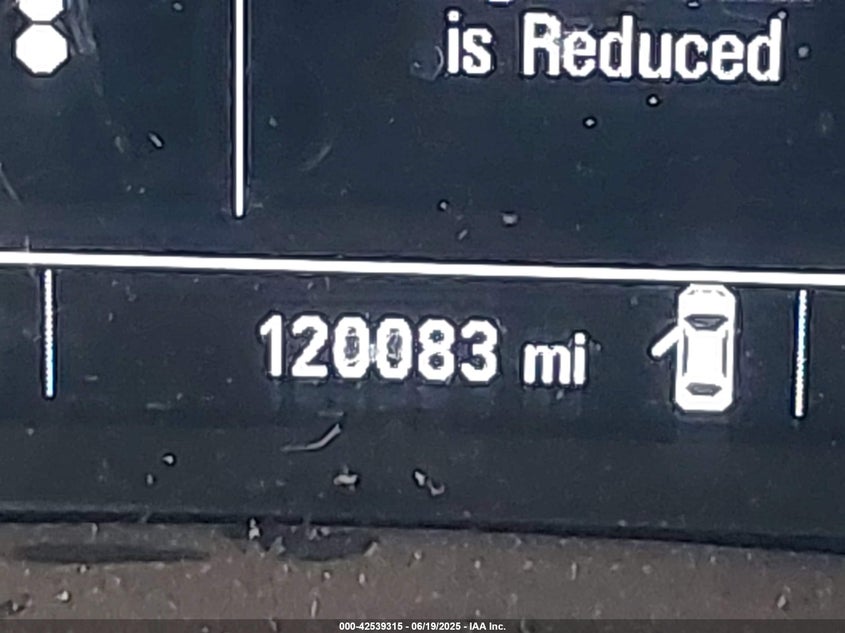 is Reduced
120083 mi
000-42539315 - 06/19/2025 - IAA Inc.